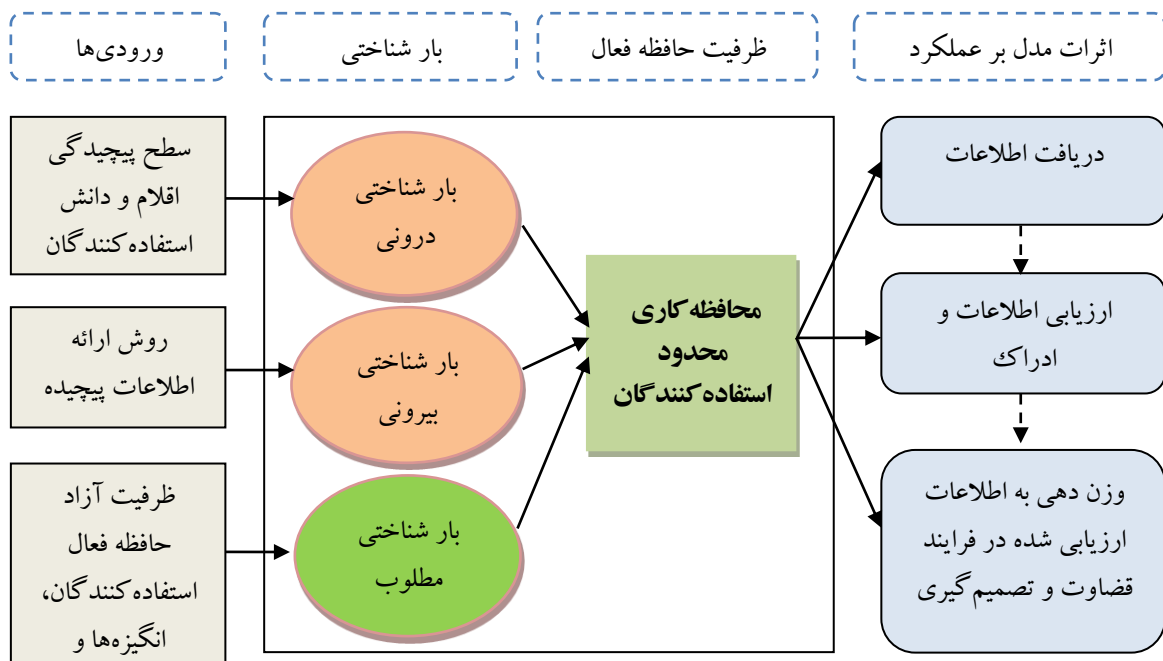 ورودی‌ها
بار شناختی
ظرفیت حافظه فعال
اثرات مدل بر عملکرد
سطح پیچیدگی
اقلام و دانش
استفاده‌کنندگان
روش ارائه
اطلاعات پیچیده
ظرفیت آزاد
حافظه فعال
استفاده‌کنندگان،
انگیزه‌ها و
بار شناختی
درونی
بار شناختی
بیرونی
بار شناختی
مطلوب
محافظه‌کاری
محدود
استفاده‌کنندگان
دریافت اطلاعات
ارزیابی اطلاعات و
ادراک
وزن دهی به اطلاعات
ارزیابی شده در فرایند
قضاوت و تصمیم‌گیری